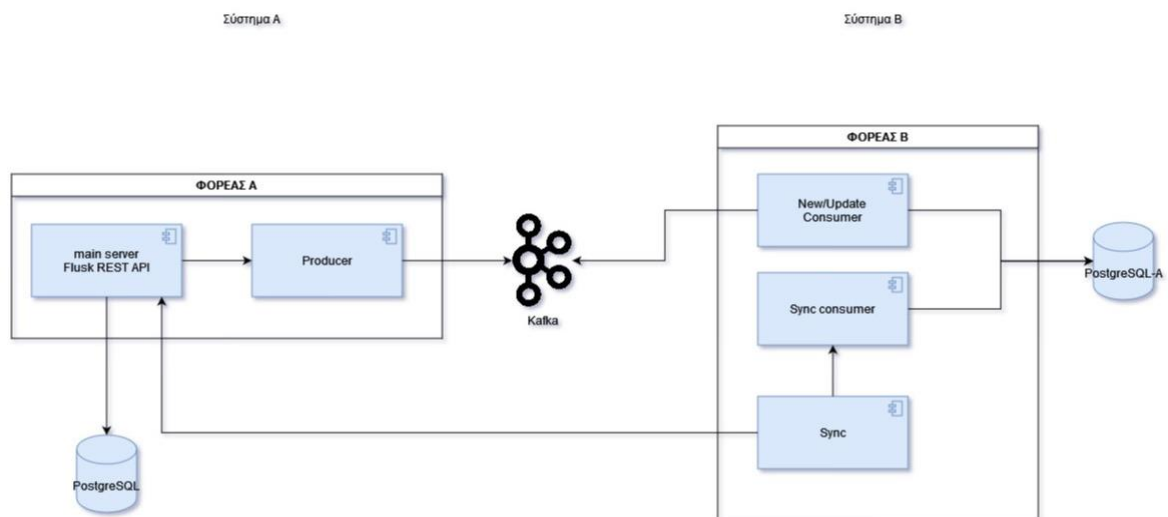 Σύστημα Α
Σύστημα Β
ΦΟΡΕΑΣ Β
ΦΟΡΕΑΣ Α
New/Update
Consumer
main server
Flusk REST API
Producer
Kafka
PostgreSQL-A
Sync consumer
Sync
PostgreSQL